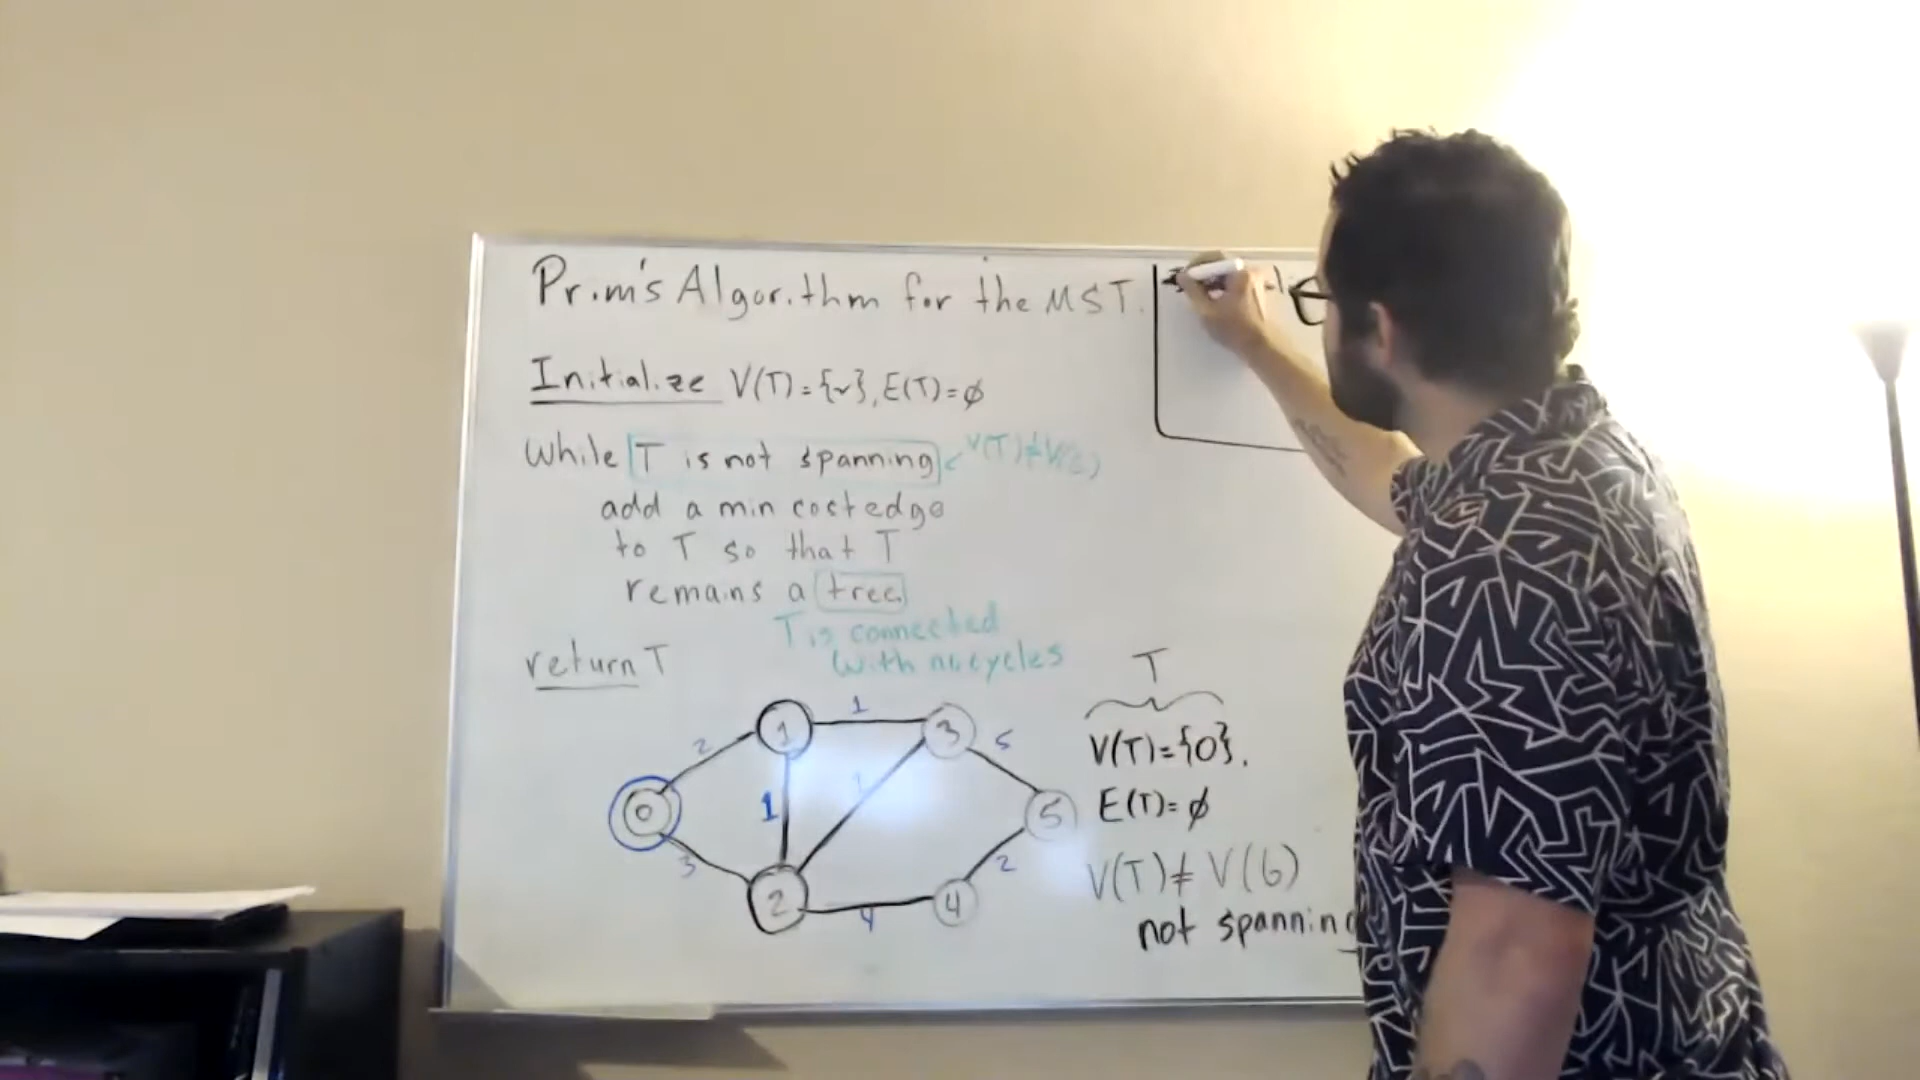 Prim's Algorithm for the MST.
Initialize V(T)={v}, E(T)=∅
While T is not spanning V(T)≠V(G)
add a min cost edge
to T so that T
remains a tree
T is connected
with no cycles
return T
T
V(T)={0},
E(T)=∅
V(T)≠V(G)
not spanning
0
1
2
3
4
5
2
3
1
1
1
4
5
2